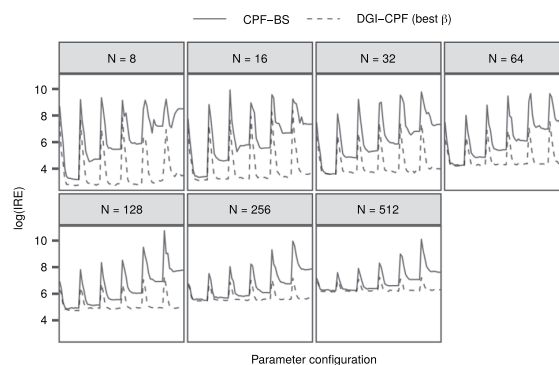 CPF−BS DGI−CPF (best β)
N = 8 N = 16 N = 32 N = 64
10
8
6
4
log(IRE)
N = 128 N = 256 N = 512
10
8
6
4
Parameter configuration